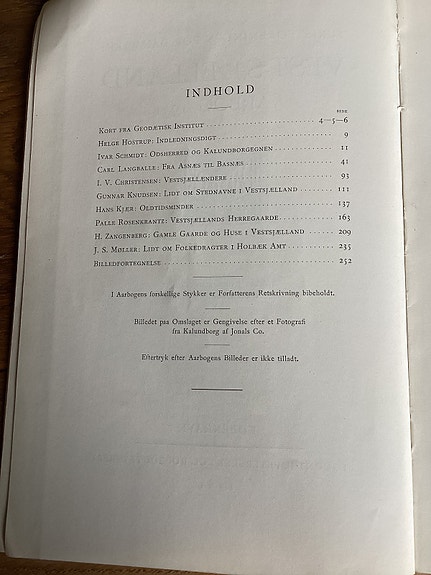 INDHOLD
SIDE
KORT FRA GEODÆTISK INSTITUT 4—5—6
HELGE HOSTRUP: INDLEDNINGSDIGT 9
IVAR SCHMIDT: ODSHERRED OG KALUNDBORGEGNEN 11
CARL LANGBALLE: FRA ASNÆS TIL BASNÆS 41
I. V. CHRISTENSEN: VESTSJÆLLÆNDERE 93
GUNNAR KNUDSEN: LIDT OM STEDNAVNE I VESTSJÆLLAND 111
HANS KJÆR: OLDTIDSMINDER 137
PALLE ROSENKRANTZ: VESTSJÆLLANDS HERREGAARDE 163
H. ZANGENBERG: GAMLE GAARDE OG HUSE I VESTSJÆLLAND 209
J. S. MØLLER: LIDT OM FOLKEDRAGTER I HOLBÆK AMT 235
BILLEDFORTEGNELSE 252
I Aarbogens forskellige Stykker er Forfatterens Retskrivning bibeholdt.
Billedet paa Omslaget er Gengivelse efter et Fotografi
fra Kalundborg af Jonals Co.
Eftertryk efter Aarbogens Billeder er ikke tilladt.